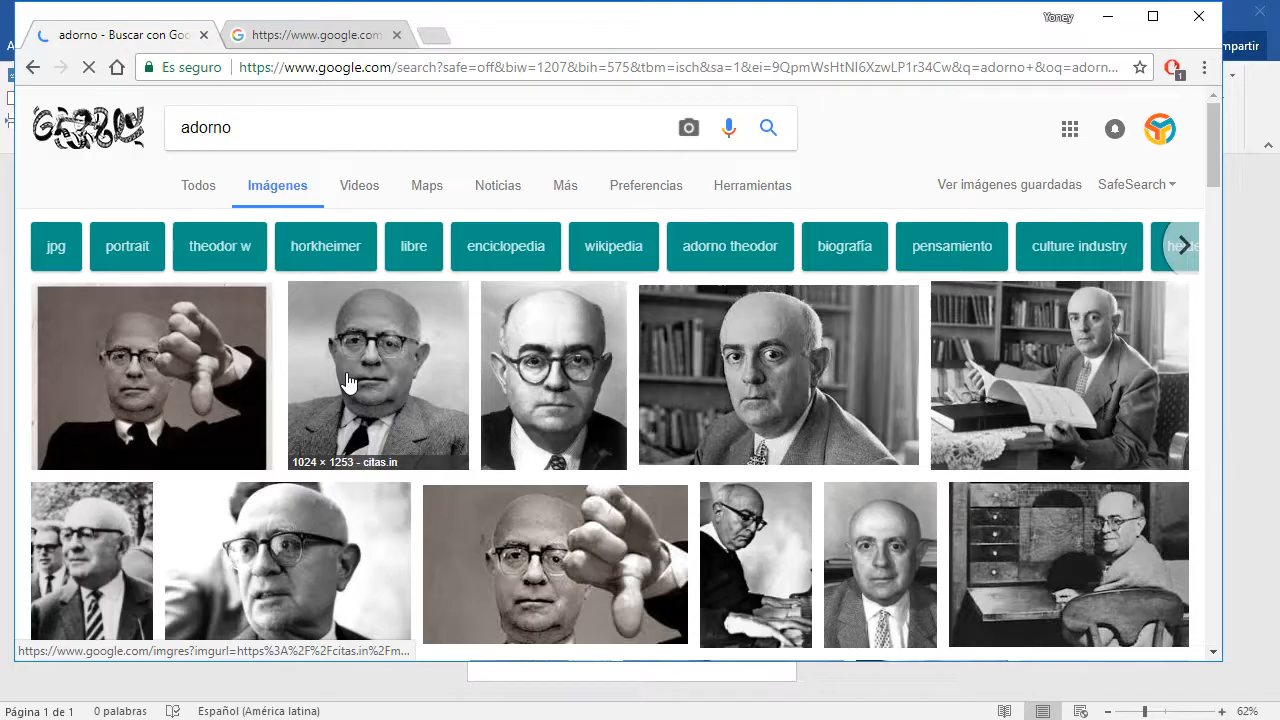 Yoney
adorno - Buscar con Goo
https://www.google.com
mpartir
Es seguro
https://www.google.com/search?safe=off&biw=1207&bih=575&tbm=isch&sa=1&ei=9QpmWsHtNI6XzwLP1r34Cw&q=adorno+&oq=adorn...
1
adorno
Todos
Imágenes
Videos
Maps
Noticias
Más
Preferencias
Herramientas
Ver imágenes guardadas
SafeSearch
jpg
portrait
theodor w
horkheimer
libre
enciclopedia
wikipedia
adorno theodor
biografía
pensamiento
culture industry
1024 × 1253 - citas.in
https://www.google.com/imgres?imgurl=https%3A%2F%2Fcitas.in%2Fm...
Página 1 de 1
0 palabras
Español (América latina)
62%